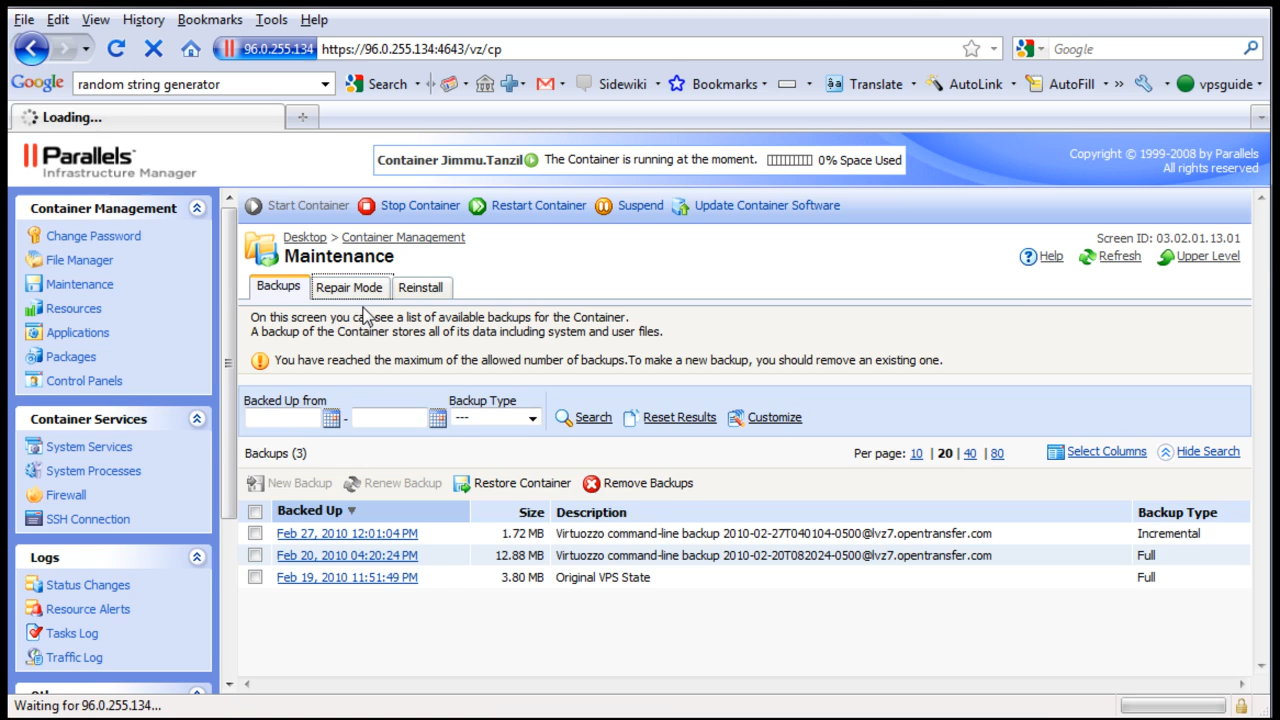 File Edit View History Bookmarks Tools Help
96.0.255.134 https://96.0.255.134:4643/vz/cp Google
Google random string generator Search Sidewiki Bookmarks Translate AutoLink AutoFill » vpsguide
Loading...
Parallels Infrastructure Manager
Container Jimmu.Tanzil The Container is running at the moment. 0% Space Used
Copyright © 1999-2008 by Parallels
All rights reserved
Container Management
Change Password
File Manager
Maintenance
Resources
Applications
Packages
Control Panels
Container Services
System Services
System Processes
Firewall
SSH Connection
Logs
Status Changes
Resource Alerts
Tasks Log
Traffic Log
Start Container Stop Container Restart Container Suspend Update Container Software
Desktop > Container Management
Maintenance
Screen ID: 03.02.01.13.01
Help Refresh Upper Level
Backups Repair Mode Reinstall
On this screen you can see a list of available backups for the Container.
A backup of the Container stores all of its data including system and user files.
You have reached the maximum of the allowed number of backups.To make a new backup, you should remove an existing one.
Backed Up from Backup Type
- --- Search Reset Results Customize
Backups (3) Per page: 10 | 20 | 40 | 80 Select Columns Hide Search
New Backup Renew Backup Restore Container Remove Backups
Backed Up Size Description Backup Type
Feb 27, 2010 12:01:04 PM 1.72 MB Virtuozzo command-line backup 2010-02-27T040104-0500@lvz7.opentransfer.com Incremental
Feb 20, 2010 04:20:24 PM 12.88 MB Virtuozzo command-line backup 2010-02-20T082024-0500@lvz7.opentransfer.com Full
Feb 19, 2010 11:51:49 PM 3.80 MB Original VPS State Full
Waiting for 96.0.255.134...